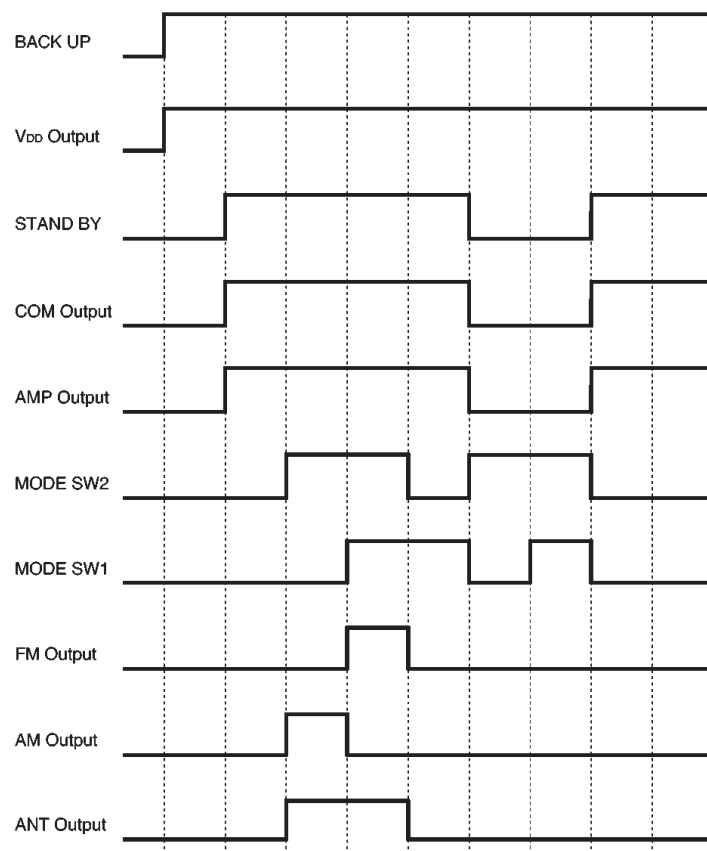 BACK UP
VDD Output
STAND BY
COM Output
AMP Output
MODE SW2
MODE SW1
FM Output
AM Output
ANT Output